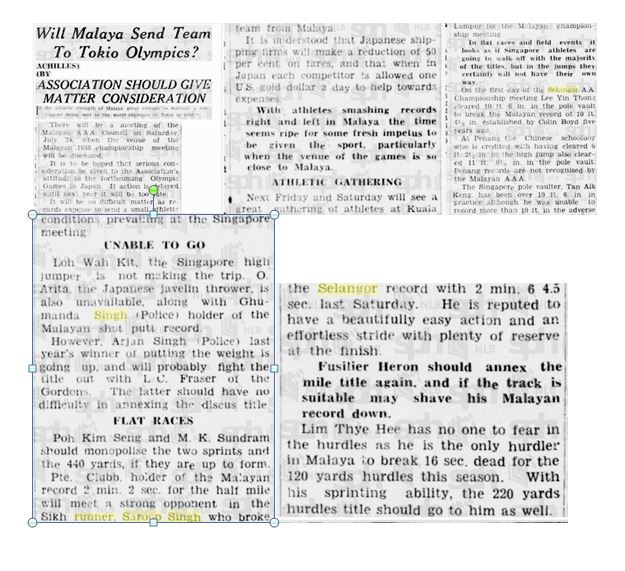 Will Malaya Send Team
To Tokio Olympics?
ACHILLES)
(BY
ASSOCIATION SHOULD GIVE
MATTER CONSIDERATION
There will be a meeting of the
Malayan A.A.A. Council on Saturday,
July 24, when the venue of the
Malayan 1938 championship meeting
will be discussed.
It is to be hoped that serious con-
sideration be given to the Association's
attitude to the forthcoming Olympic
Games in Japan. If action is delayed
until next year it will be too late.
It will be no difficult matter as re-
gards expense to send a small athletic
team from Malaya
It is understood that Japanese ship-
ping firms will make a reduction of 50
per cent. on fares, and that when in
Japan each competitor is allowed one
U.S. gold dollar a day to help towards
expenses.
With athletes smashing records
right and left in Malaya the time
seems ripe for some fresh impetus to
be given the sport, particularly
when the venue of the games is so
close to Malaya.
ATHLETIC GATHERING
Next Friday and Saturday will see a
great gathering of athletes at Kuala
Lumpur for the Malayan champion-
ship meeting.
In flat races and field events it
looks as if Singapore athletes are
going to walk off with the majority
of the titles, but in the jumps they
certainly will not have their own
way.
On the first day of the Selangor A.A.
Championship meeting Lee Yin Thong
cleared 10 ft. 6 in. in the pole vault
to break the Malayan record of 10 ft.
in. established by Colin Boyd five
years ago.
At Penang the Chinese schoolboy
who is credited with having cleared 6
ft. in. in the high jump also clear-
ed 11 ft. in. in the pole vault
Penang records are not recognised by
the Malayan AAA.
The Singapore pole vaulter, Tan Aik
Keng, has been over 10 ft. 6 in. in
practice although he was unable to
record more than 10 ft. in the adverse
conditions prevailing at the Singapore
meeting
UNABLE TO GO
Loh Wah Kit, the Singapore high
jumper is not making the trip. O.
Arita, the Japanese javelin thrower, is
also unavailable, along with Ghu-
manda Singh (Police) holder of the
Malayan shot putt record.
However, Arjan Singh (Police) last
year's winner of putting the weight is
going up, and will probably fight the
title out with L/C. Fraser of the
Gordons. The latter should have no
difficulty in annexing the discus title
FLAT RACES
Poh Kim Seng and M. K. Sundram
should monopolise the two sprints and
the 440 yards, if they are up to form.
Pte. Clubb, holder of the Malayan
record 2 min. 2 sec. for the half mile
will meet a strong opponent in the
Sikh runner, Saroop Singh who broke
the Selangor record with 2 min. 6 4.5
sec. last Saturday. He is reputed to
have a beautifully easy action and an
effortless stride with plenty of reserve
at the finish.
Fusilier Heron should annex the
mile title again, and if the track is
suitable may shave his Malayan
record down.
Lim Thye Hee has no one to fear in
the hurdles as he is the only hurdler
in Malaya to break 16 sec. dead for the
120 yards hurdles this season. With
his sprinting ability, the 220 yards
hurdles title should go to him as well.